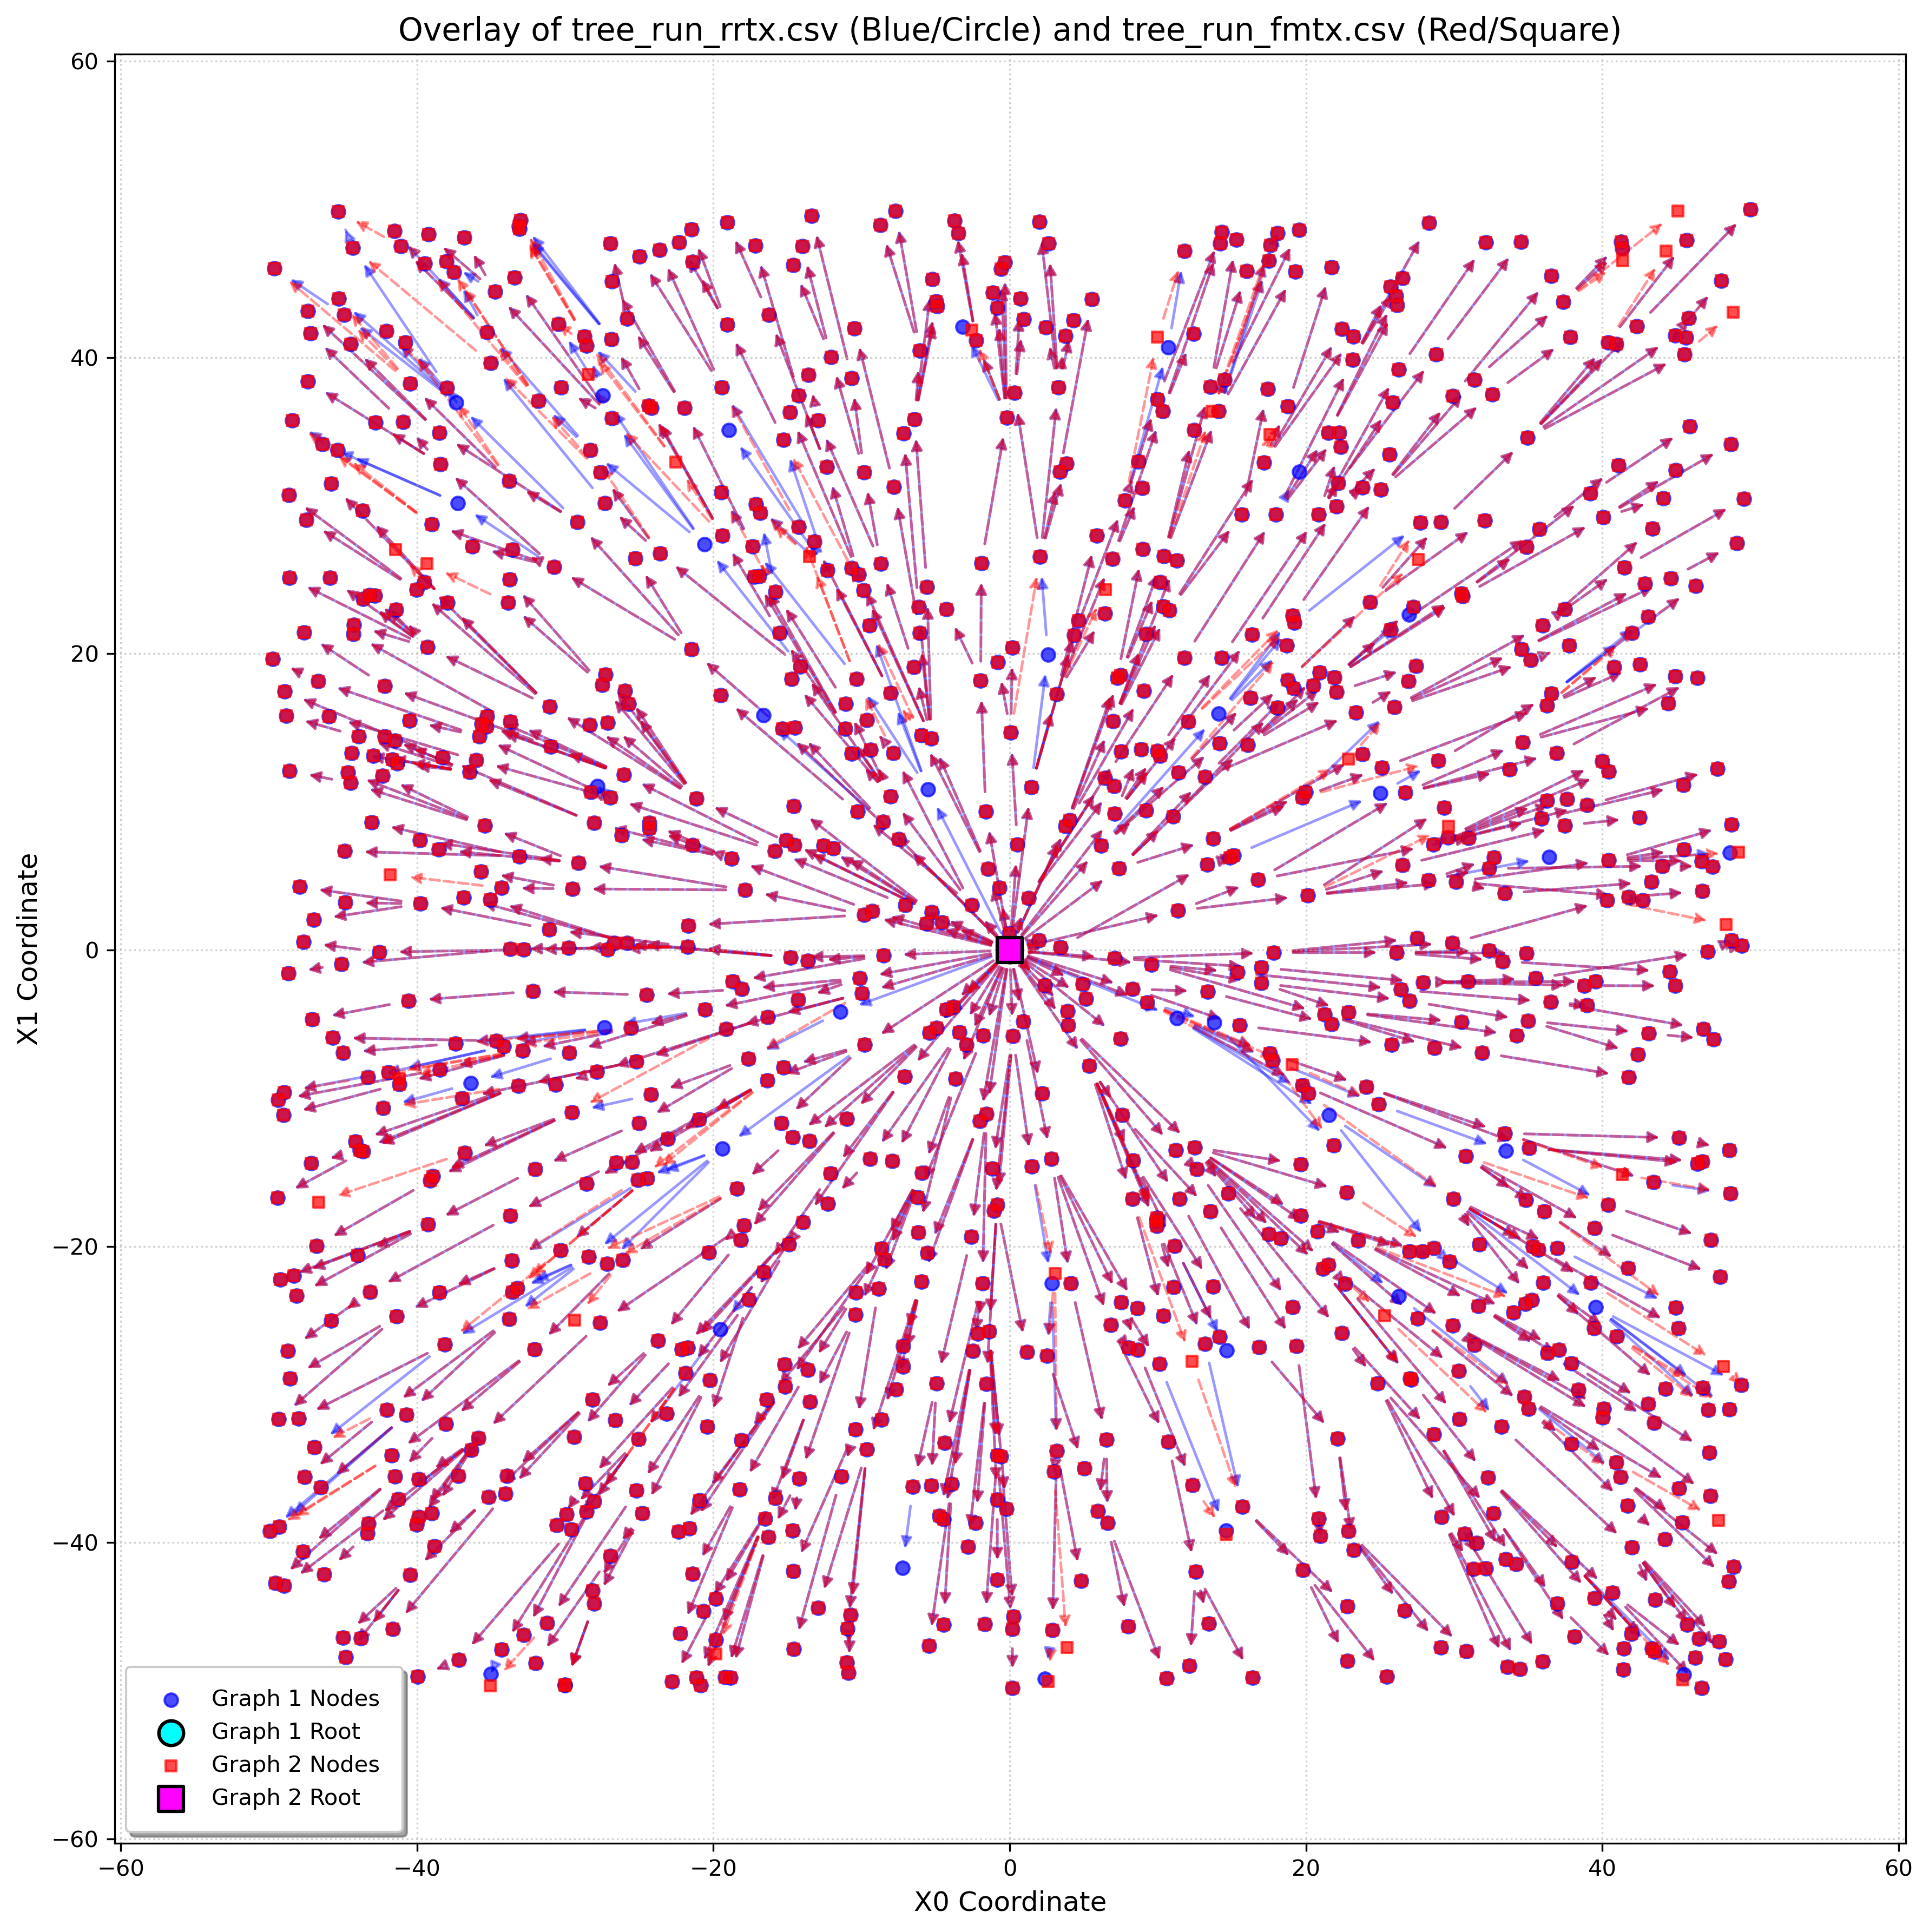 Overlay of tree_run_rrtx.csv (Blue/Circle) and tree_run_fmtx.csv (Red/Square)
60
40
20
0
−20
−40
−60
X1 Coordinate
Graph 1 Nodes
Graph 1 Root
Graph 2 Nodes
Graph 2 Root
−60
−40
−20
0
20
40
60
X0 Coordinate